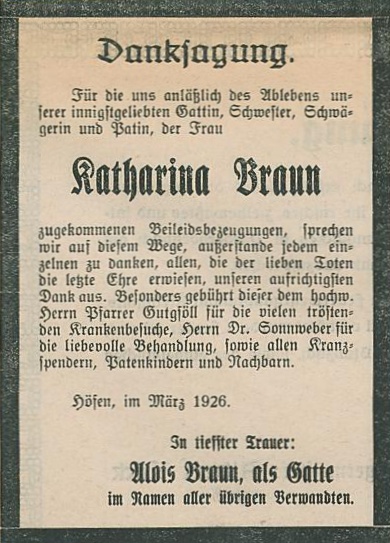 Danksagung.
Für die uns anläßlich des Ablebens un-
serer innigstgeliebten Gattin, Schwester, Schwä-
gerin und Patin, der Frau
Katharina Braun
zugekommenen Beileidsbezeugungen, sprechen
wir auf diesem Wege, außerstande jedem ein-
zelnen zu danken, allen, die der lieben Toten
die letzte Ehre erwiesen, unseren aufrichtigsten
Dank aus. Besonders gebührt dieser dem hochw.
Herrn Pfarrer Gutgsöll für die vielen trösten-
den Krankenbesuche, Herrn Dr. Sonnweber für
die liebevolle Behandlung, sowie allen Kranz-
spendern, Patenkindern und Nachbarn.
Höfen, im März 1926.
In tiefster Trauer:
Alois Braun, als Gatte
im Namen aller übrigen Verwandten.